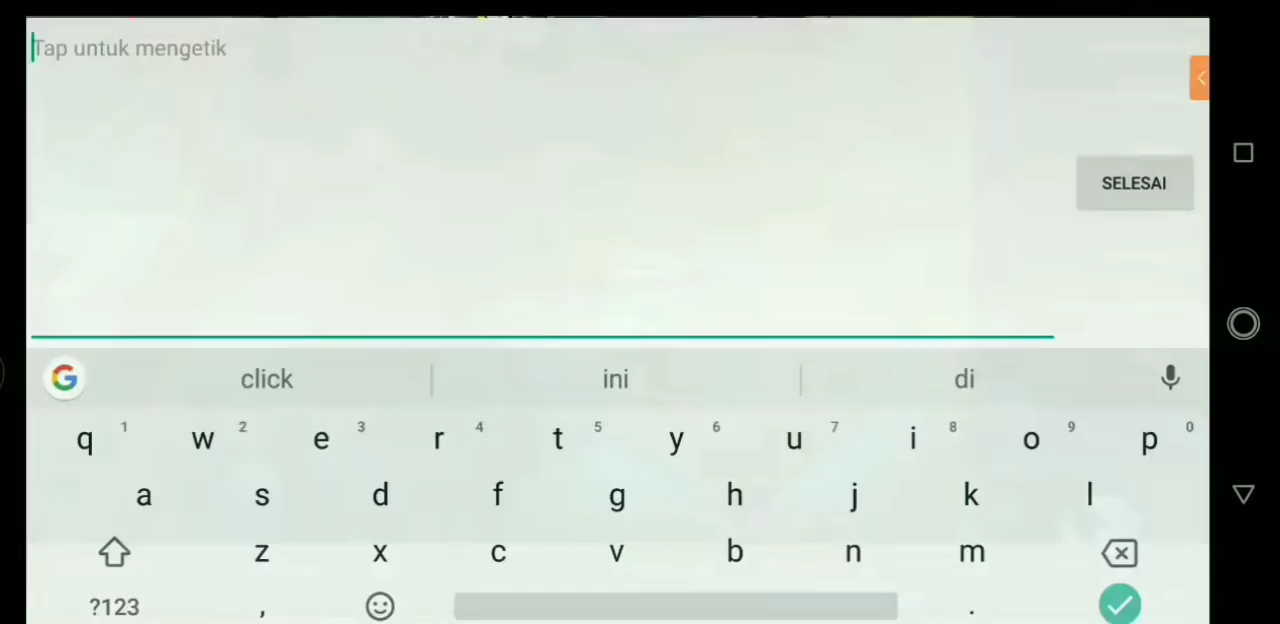 Tap untuk mengetik
SELESAI
click ini di
q 1 w 2 e 3 r 4 t 5 y 6 u 7 i 8 o 9 p 0
a s d f g h j k l
z x c v b n m
?123 , .